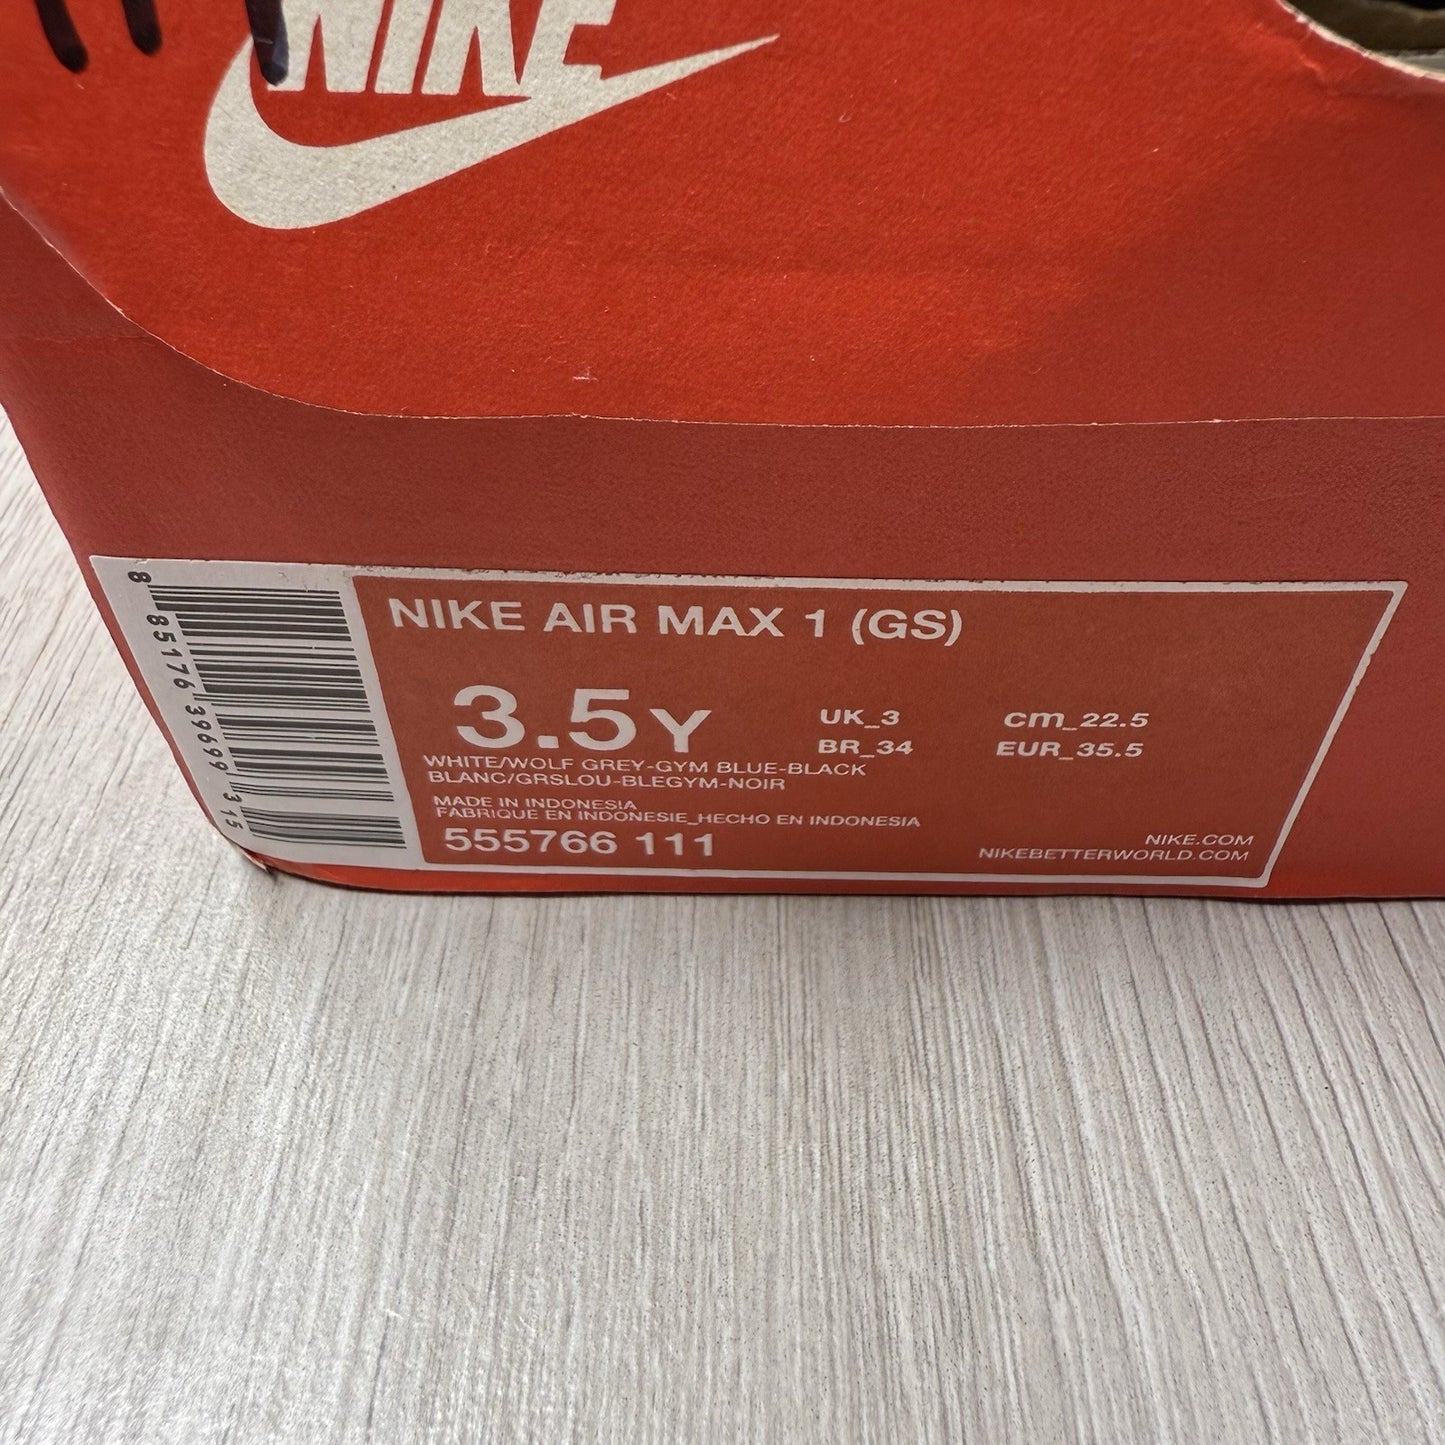 NIKE
NIKE AIR MAX 1 (GS)
3.5Y
UK_3
cm_22.5
BR_34
EUR_35.5
WHITE/WOLF GREY-GYM BLUE-BLACK
BLANC/GRSLOU-BLEGYM-NOIR
MADE IN INDONESIA
FABRIQUE EN INDONESIE_HECHO EN INDONESIA
555766 111
NIKE.COM
NIKEBETTERWORLD.COM
8 85176 39699 315